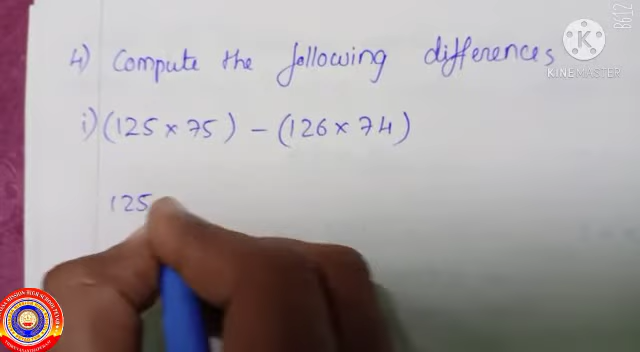 4) Compute the following differences
i) (125 × 75) - (126 × 74)
125
KINEMASTER